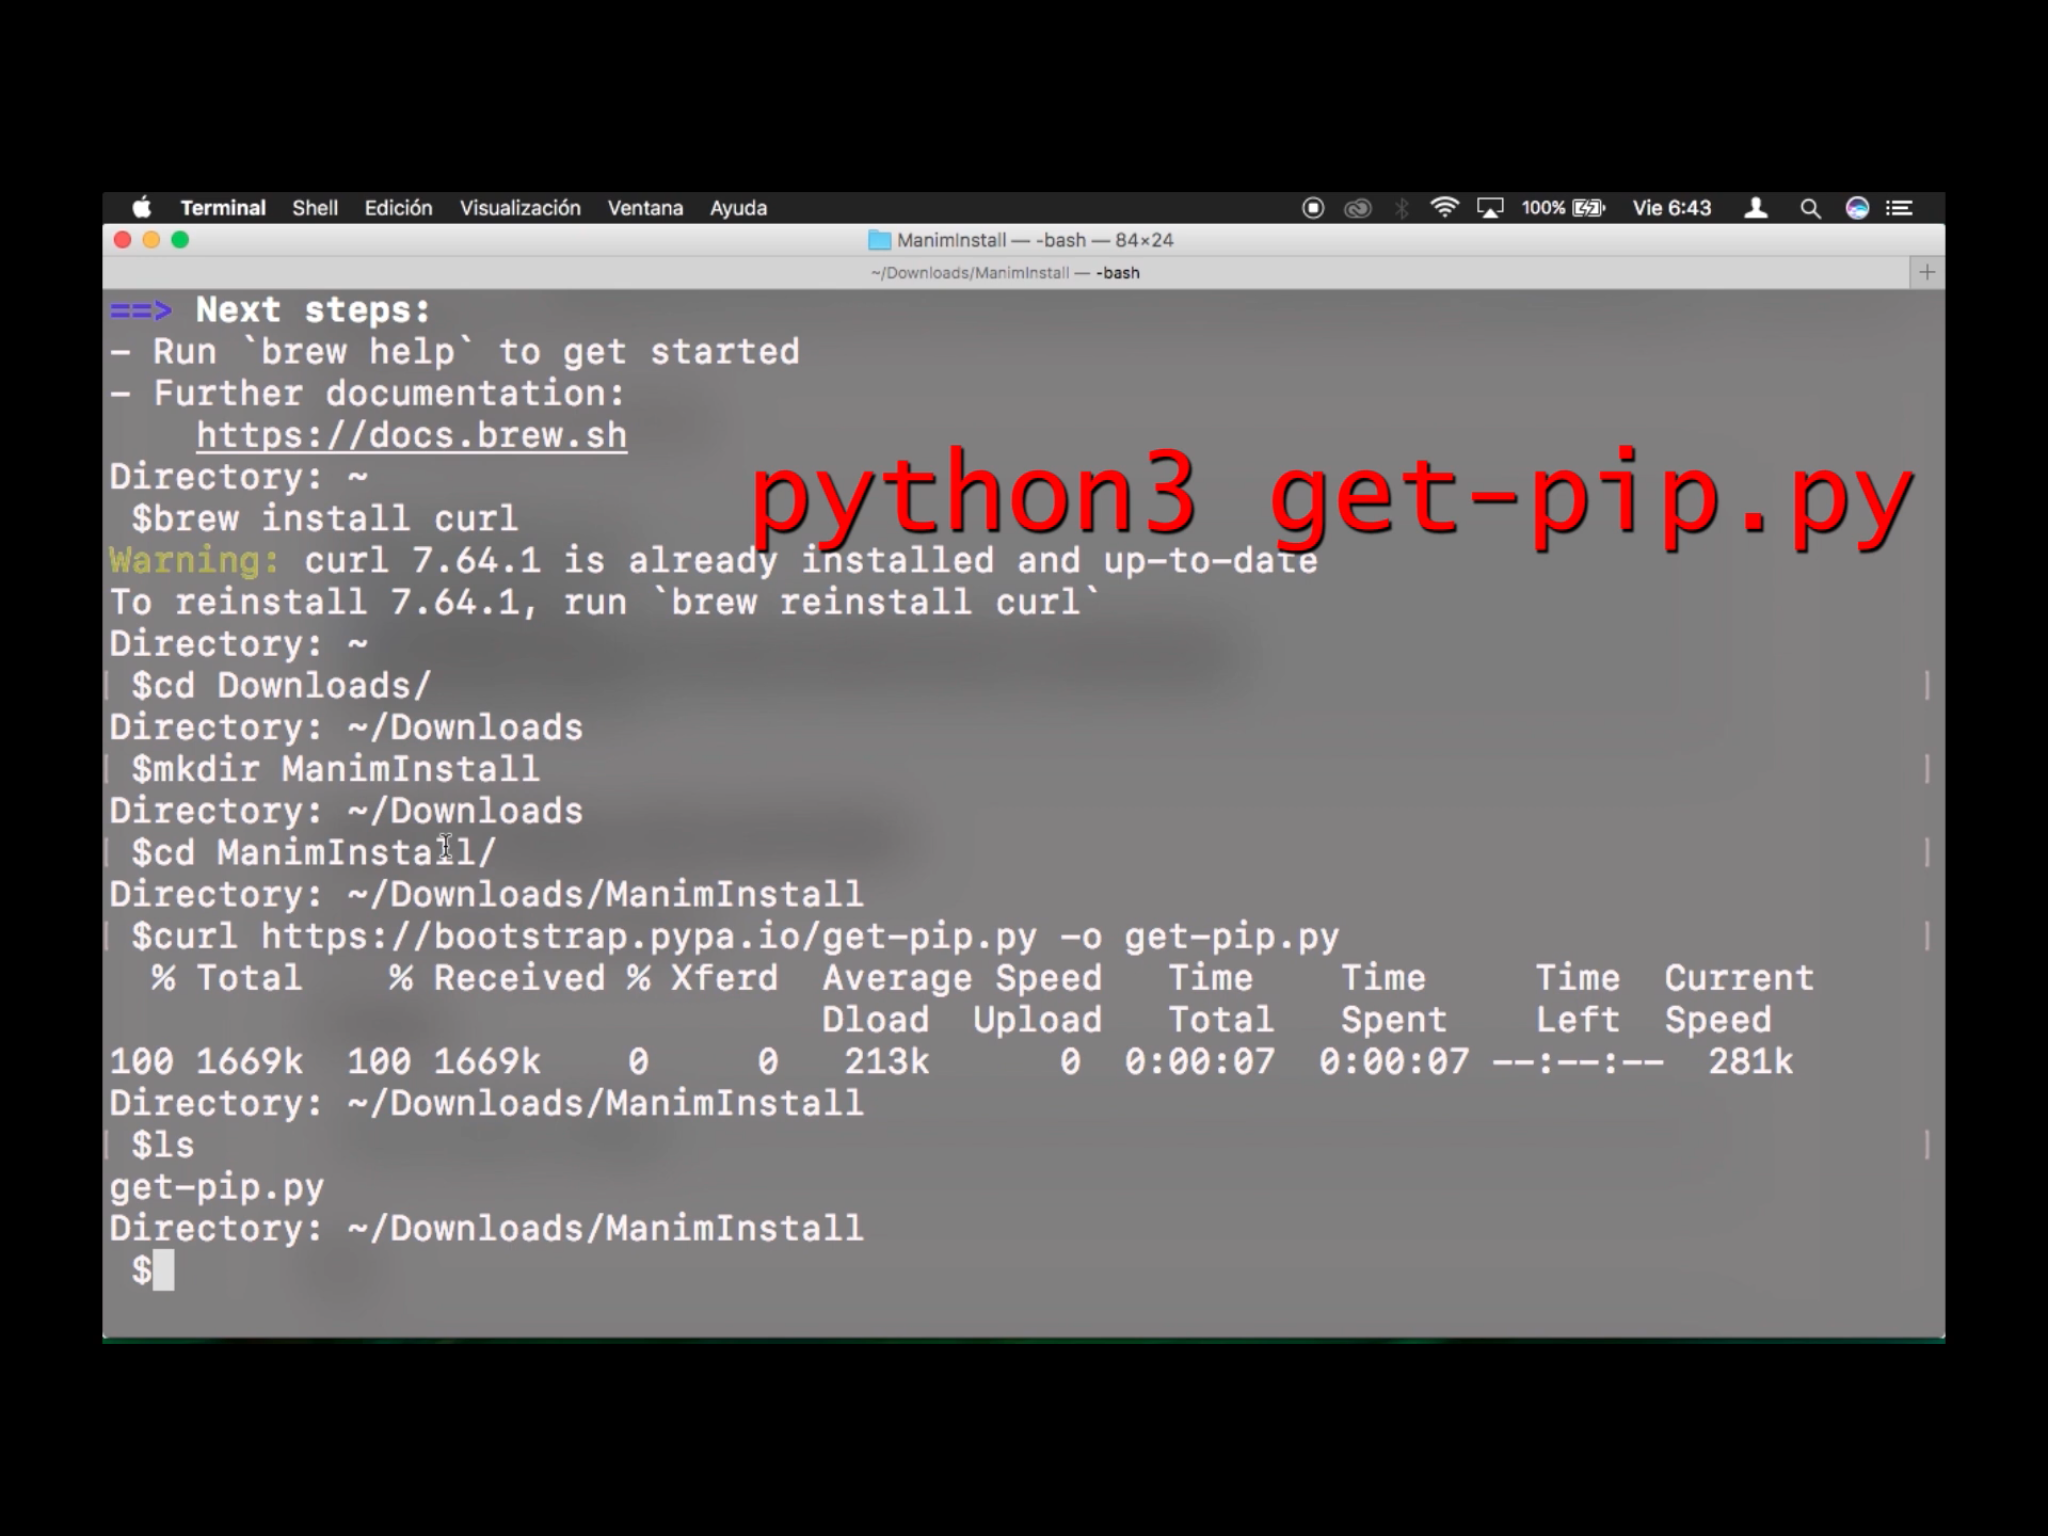 Terminal Shell Edición Visualización Ventana Ayuda 100% Vie 6:43
ManimInstall — -bash — 84×24
~/Downloads/ManimInstall — -bash
==> Next steps:
– Run `brew help` to get started
– Further documentation:
https://docs.brew.sh
python3 get-pip.py
Directory: ~
$brew install curl
Warning: curl 7.64.1 is already installed and up-to-date
To reinstall 7.64.1, run `brew reinstall curl`
Directory: ~
$cd Downloads/
Directory: ~/Downloads
$mkdir ManimInstall
Directory: ~/Downloads
$cd ManimInstall/
Directory: ~/Downloads/ManimInstall
$curl https://bootstrap.pypa.io/get-pip.py -o get-pip.py
% Total % Received % Xferd Average Speed Time Time Time Current
Dload Upload Total Spent Left Speed
100 1669k 100 1669k 0 0 213k 0 0:00:07 0:00:07 --:--:-- 281k
Directory: ~/Downloads/ManimInstall
$ls
get-pip.py
Directory: ~/Downloads/ManimInstall
$